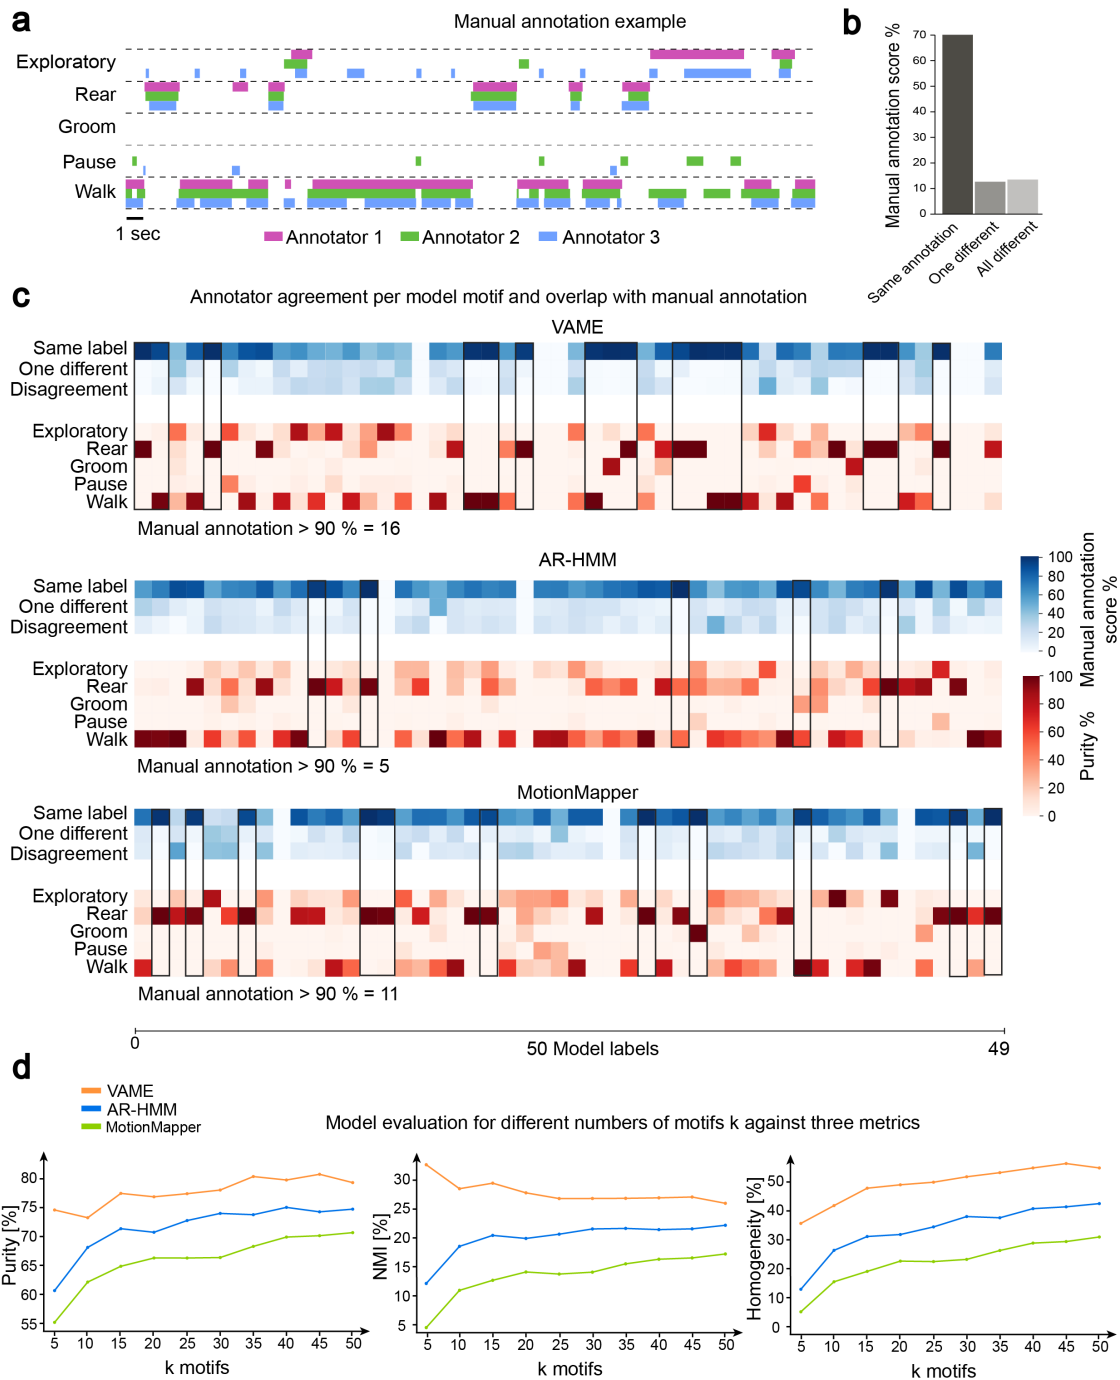 a
Manual annotation example
Exploratory
Rear
Groom
Pause
Walk
1 sec
Annotator 1
Annotator 2
Annotator 3
b
Manual annotation score %
70
60
50
40
30
20
10
0
Same annotation
One different
All different
c
Annotator agreement per model motif and overlap with manual annotation
VAME
Same label
One different
Disagreement
Exploratory
Rear
Groom
Pause
Walk
Manual annotation > 90 % = 16
AR-HMM
Same label
One different
Disagreement
Exploratory
Rear
Groom
Pause
Walk
Manual annotation > 90 % = 5
MotionMapper
Same label
One different
Disagreement
Exploratory
Rear
Groom
Pause
Walk
Manual annotation > 90 % = 11
100
80
60
40
20
0
Manual annotation
score %
100
80
60
40
20
0
Purity %
0
50 Model labels
49
d
VAME
AR-HMM
MotionMapper
Model evaluation for different numbers of motifs k against three metrics
Purity [%]
80
75
70
65
60
55
5 10 15 20 25 30 35 40 45 50
k motifs
NMI [%]
30
25
20
15
10
5
5 10 15 20 25 30 35 40 45 50
k motifs
Homogeneity [%]
50
40
30
20
10
0
5 10 15 20 25 30 35 40 45 50
k motifs